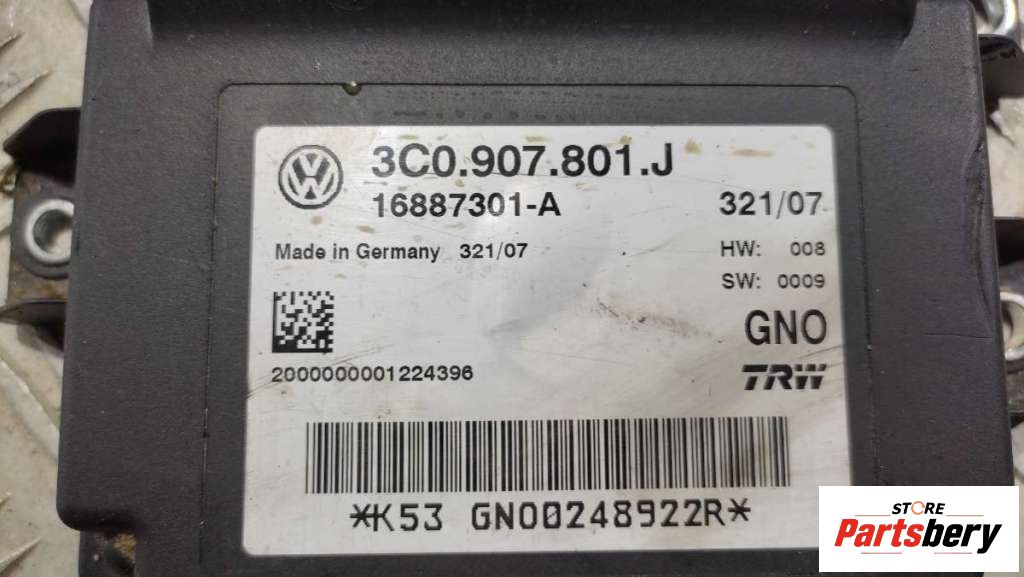 3C0.907.801.J
16887301-A 321/07
Made in Germany 321/07 HW: 008
SW: 0009
GNO
2000000001224396 TRW
*K53 GNO0248922R*
STORE
Partsbery